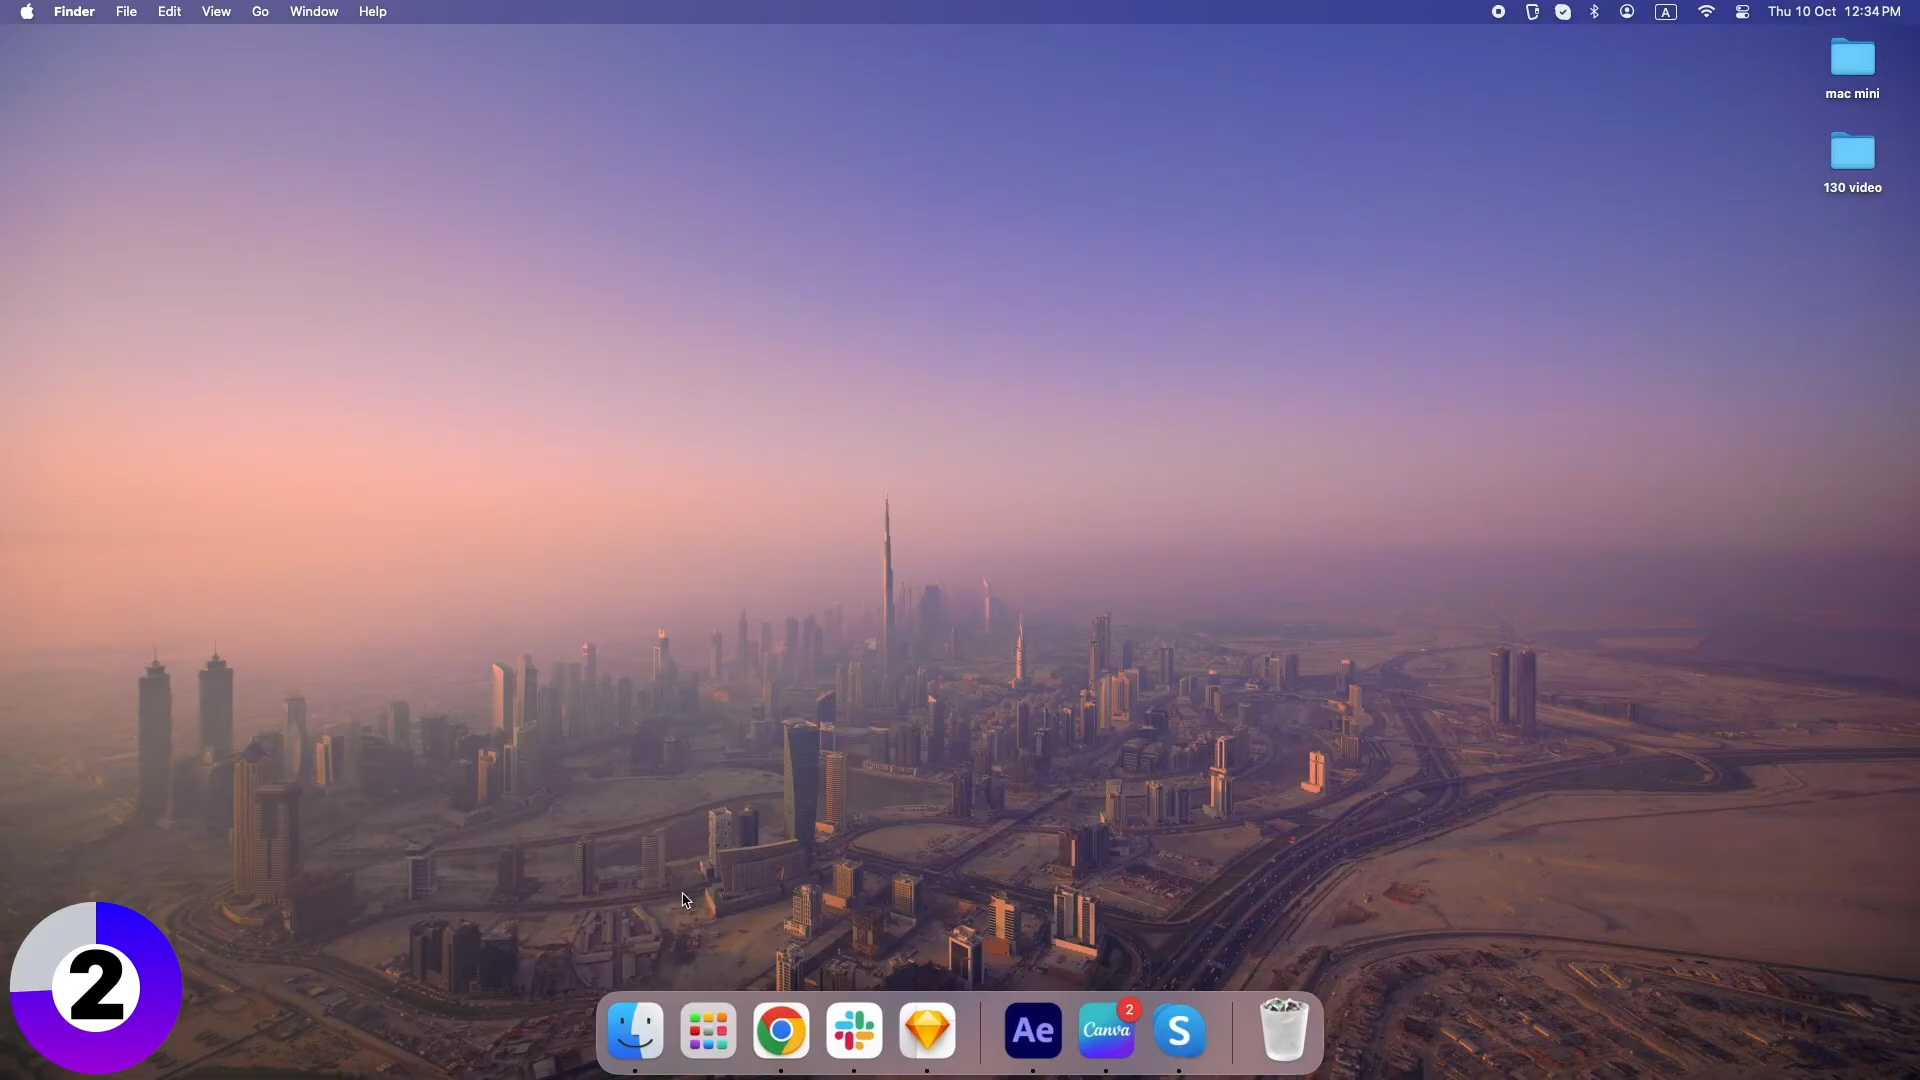 Finder File Edit View Go Window Help A Thu 10 Oct 12:34 PM
mac mini
130 video
2
Ae Canva 2 S